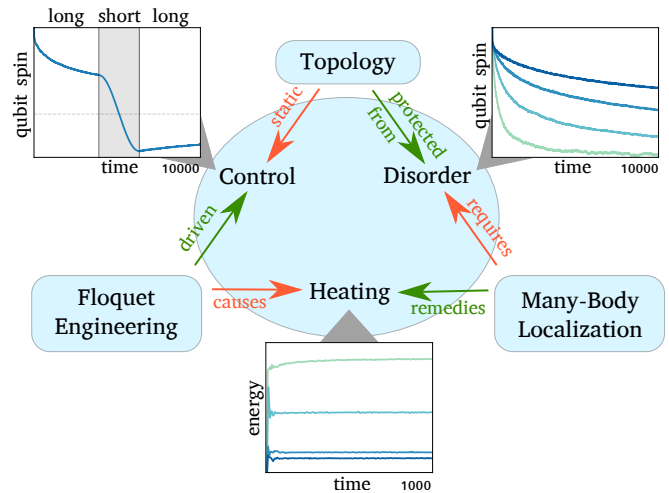 long short long
qubit spin
time 10000
Topology
static
protected
from
qubit spin
time 10000
Control
Disorder
driven
requires
Floquet
Engineering
causes
Heating
remedies
Many-Body
Localization
energy
time 1000